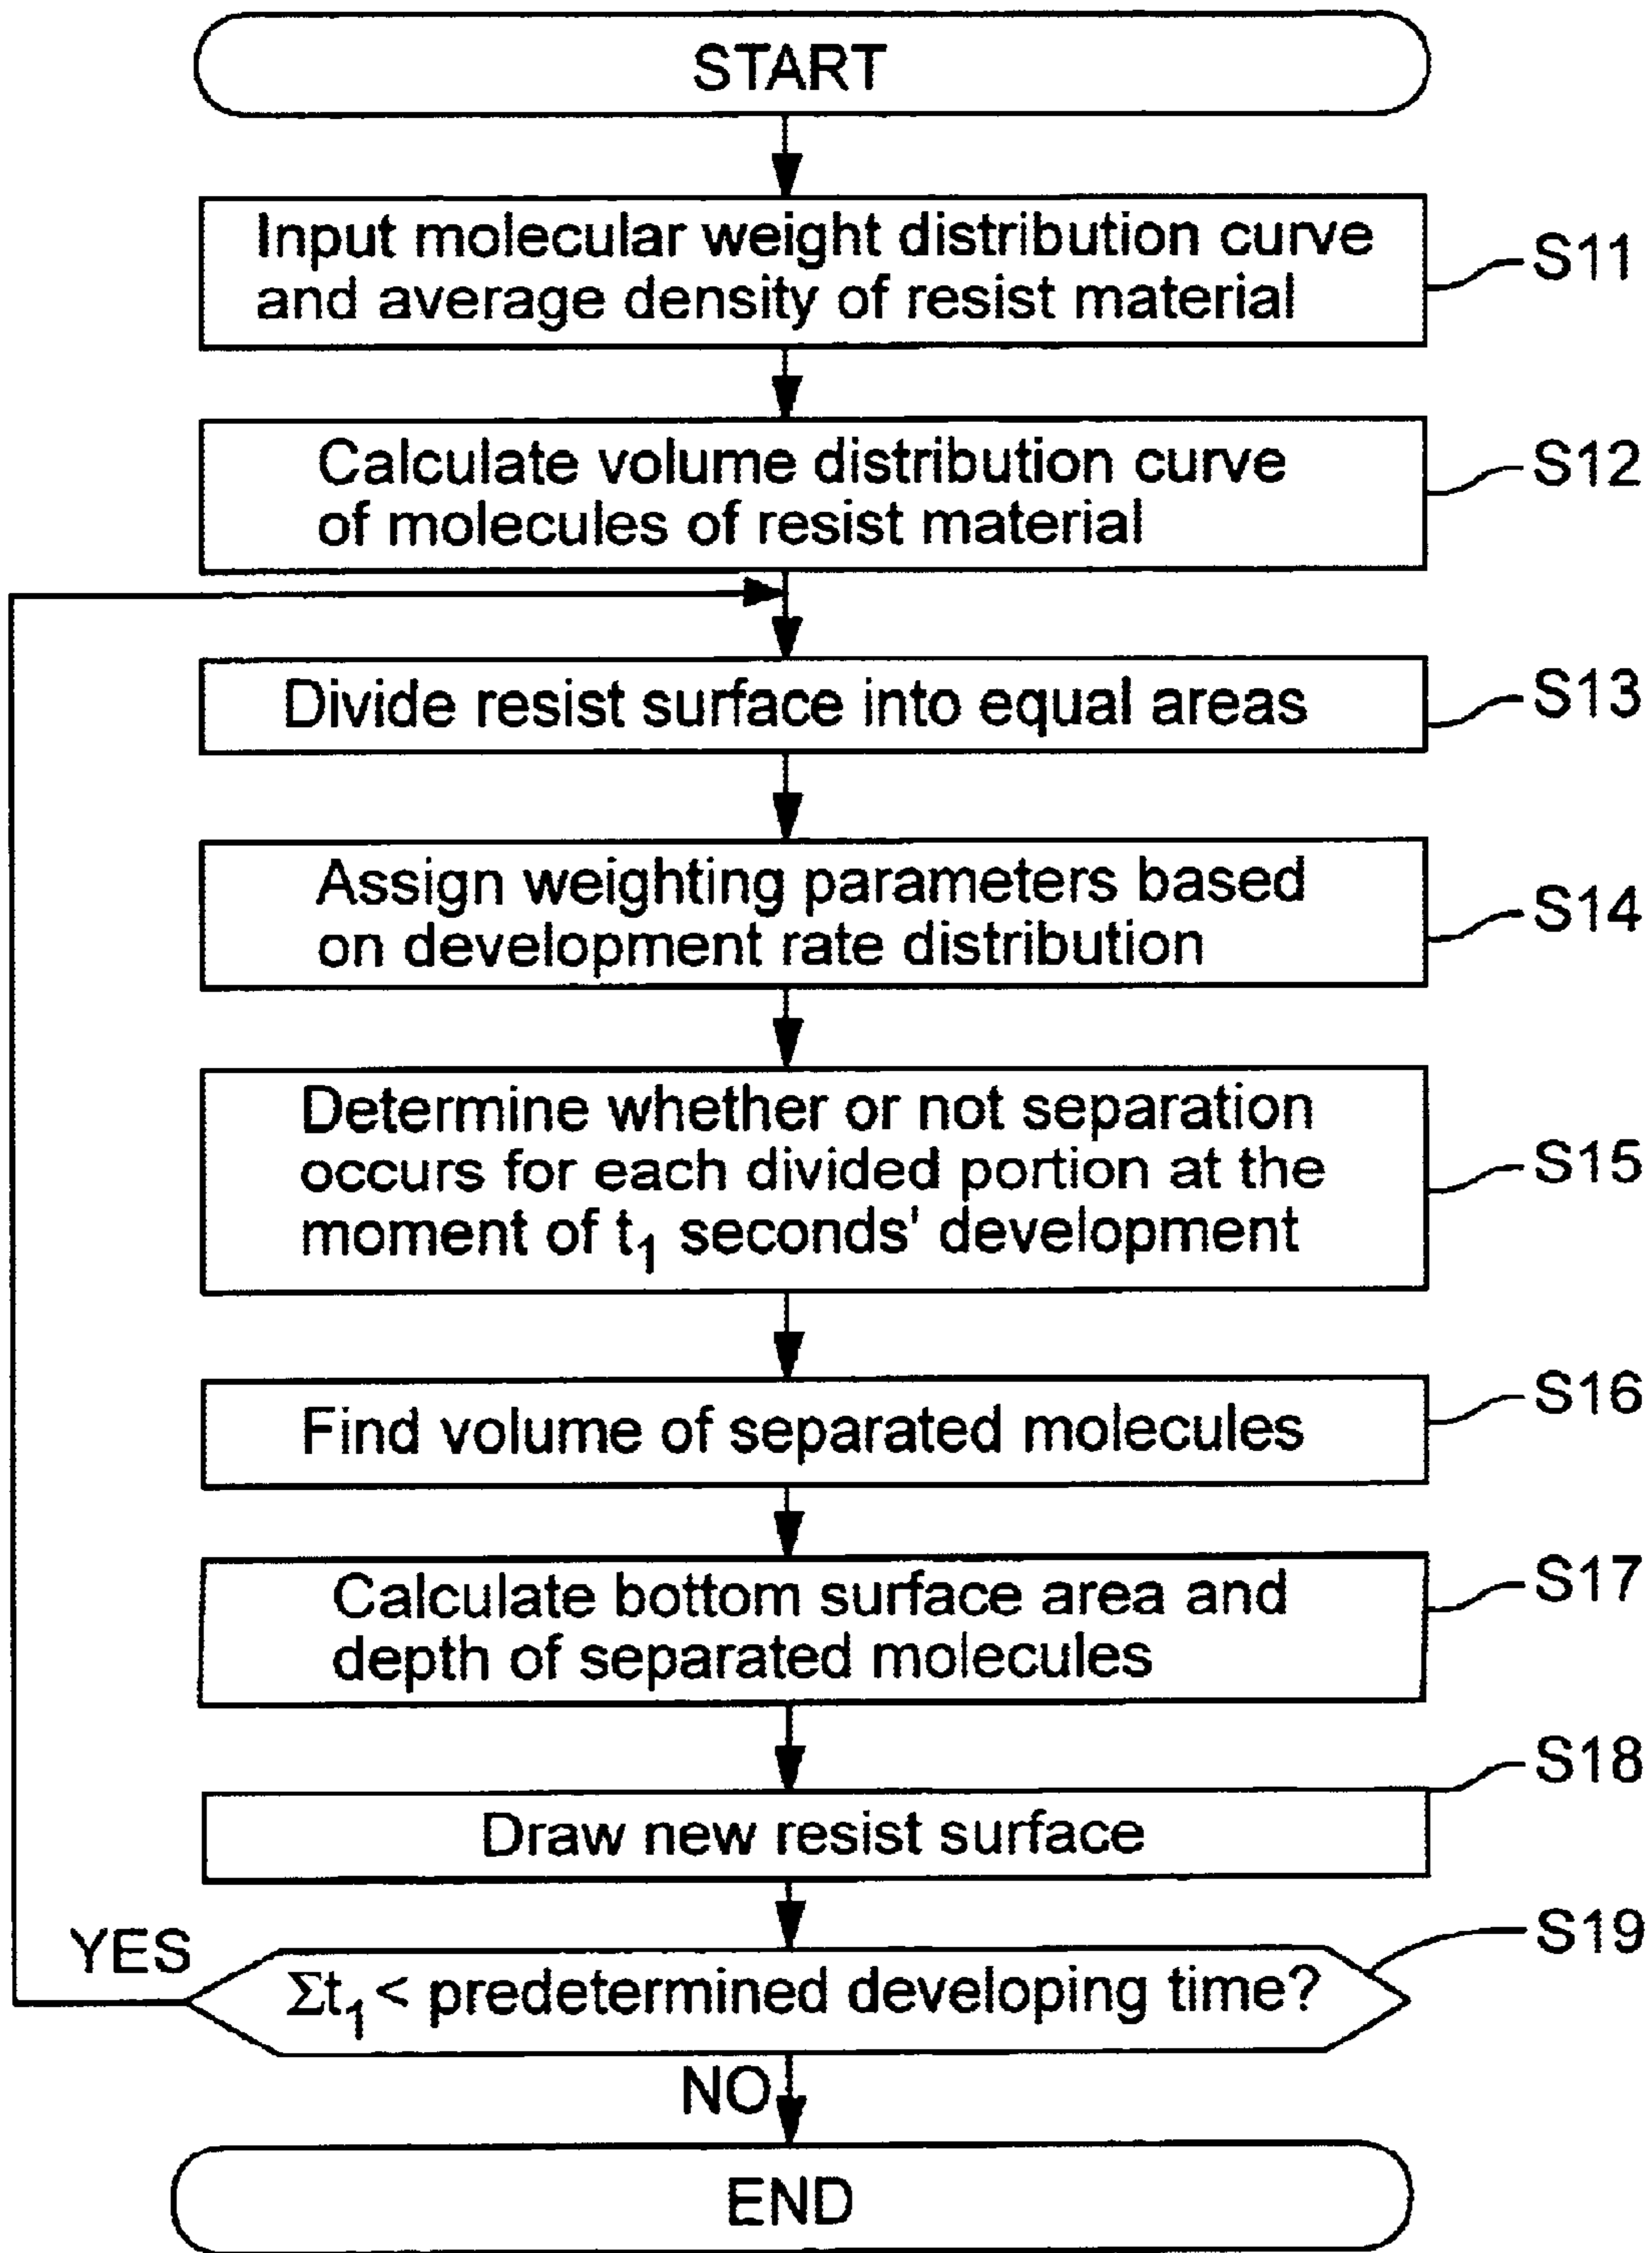 START
Input molecular weight distribution curve
and average density of resist material
S11
Calculate volume distribution curve
of molecules of resist material
S12
Divide resist surface into equal areas
S13
Assign weighting parameters based
on development rate distribution
S14
Determine whether or not separation
occurs for each divided portion at the
moment of t₁ seconds' development
S15
Find volume of separated molecules
S16
Calculate bottom surface area and
depth of separated molecules
S17
Draw new resist surface
S18
Σt₁ < predetermined developing time?
S19
YES
NO
END